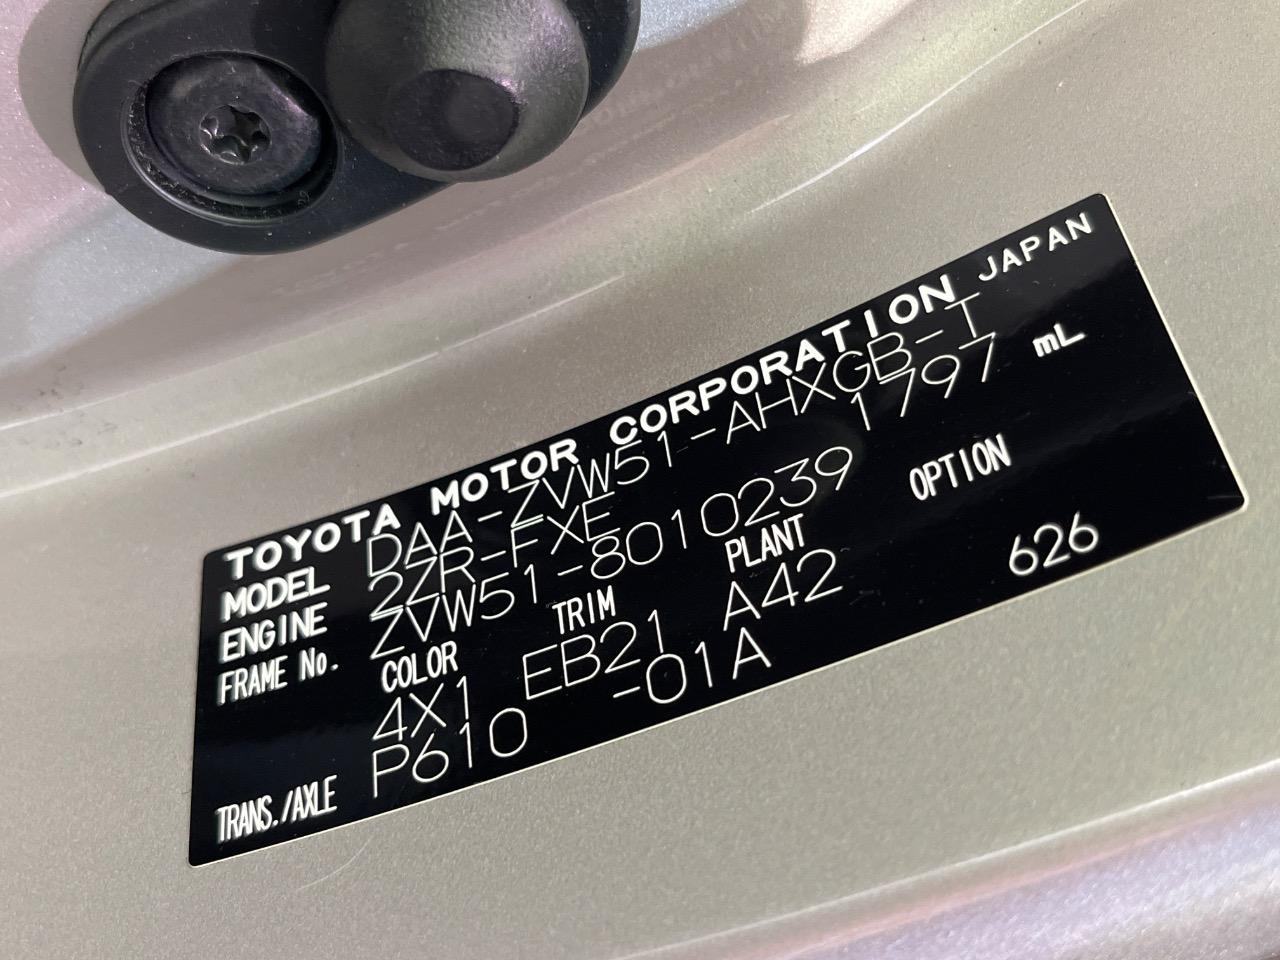 TOYOTA MOTOR CORPORATION JAPAN
MODEL DAA-ZVW51-AHXGB-T
ENGINE 2ZR-FXE 1797 mL
FRAME No. ZVW51-8010239
COLOR TRIM PLANT OPTION
4X1 EB21 A42 626
TRANS./AXLE P610 -01A